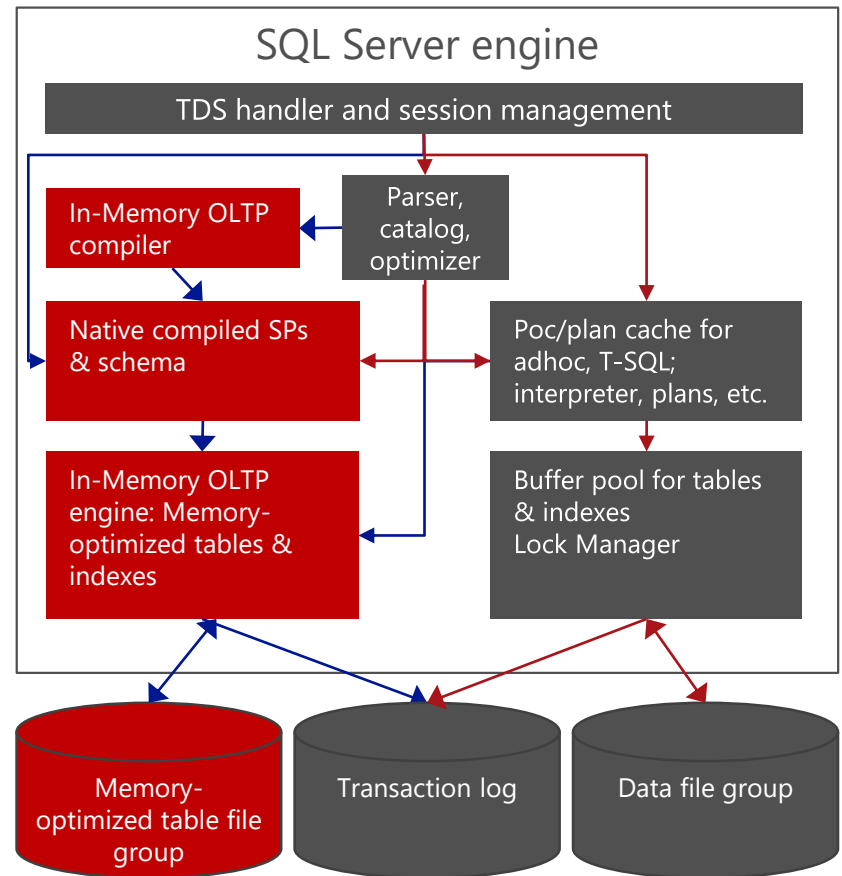 SQL Server engine
TDS handler and session management
In-Memory OLTP
compiler
Parser,
catalog,
optimizer
Native compiled SPs
& schema
Poc/plan cache for
adhoc, T-SQL;
interpreter, plans, etc.
In-Memory OLTP
engine: Memory-
optimized tables &
indexes
Buffer pool for tables
& indexes
Lock Manager
Memory-
optimized table file
group
Transaction log
Data file group